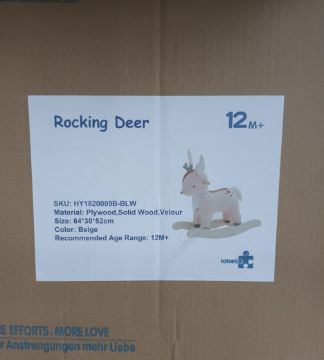 Rocking Deer
12M+
SKU: HY1820009B-BLW
Material: Plywood,Solid Wood,Velour
Size: 64*30*52cm
Color: Beige
Recommended Age Range: 12M+
labebe
EFFORTS, MORE LOVE
Anstrengungen mehr Liebe